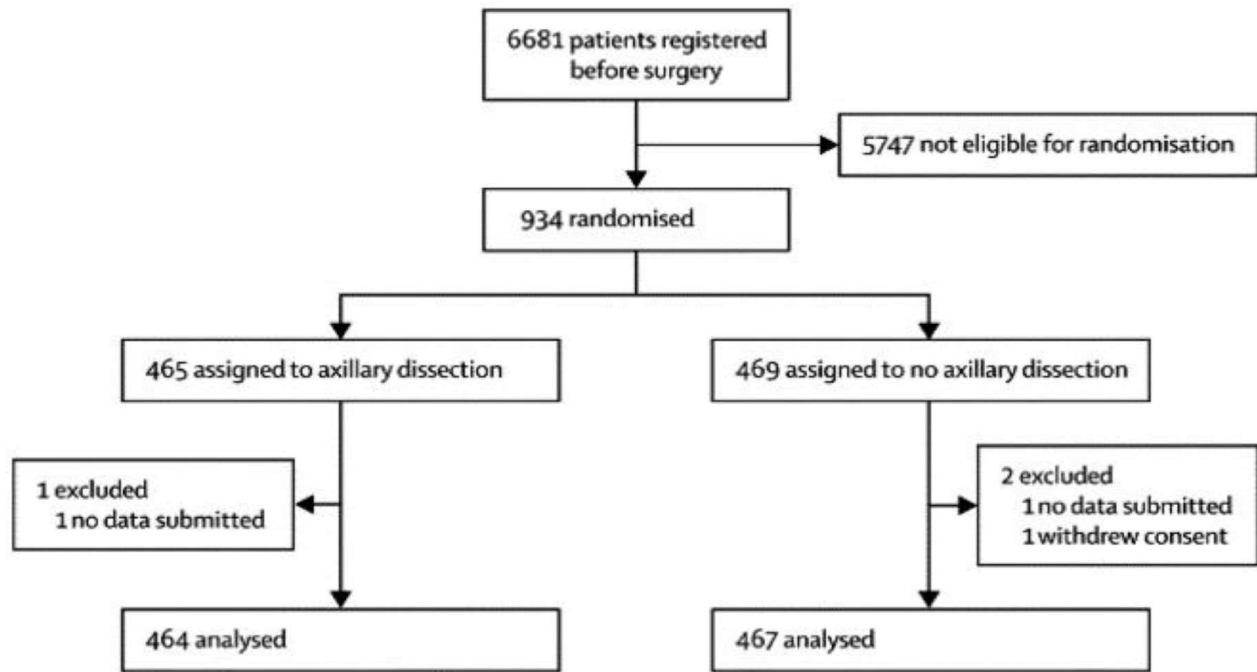 6681 patients registered
before surgery
5747 not eligible for randomisation
934 randomised
465 assigned to axillary dissection
469 assigned to no axillary dissection
1 excluded
1 no data submitted
2 excluded
1 no data submitted
1 withdrew consent
464 analysed
467 analysed